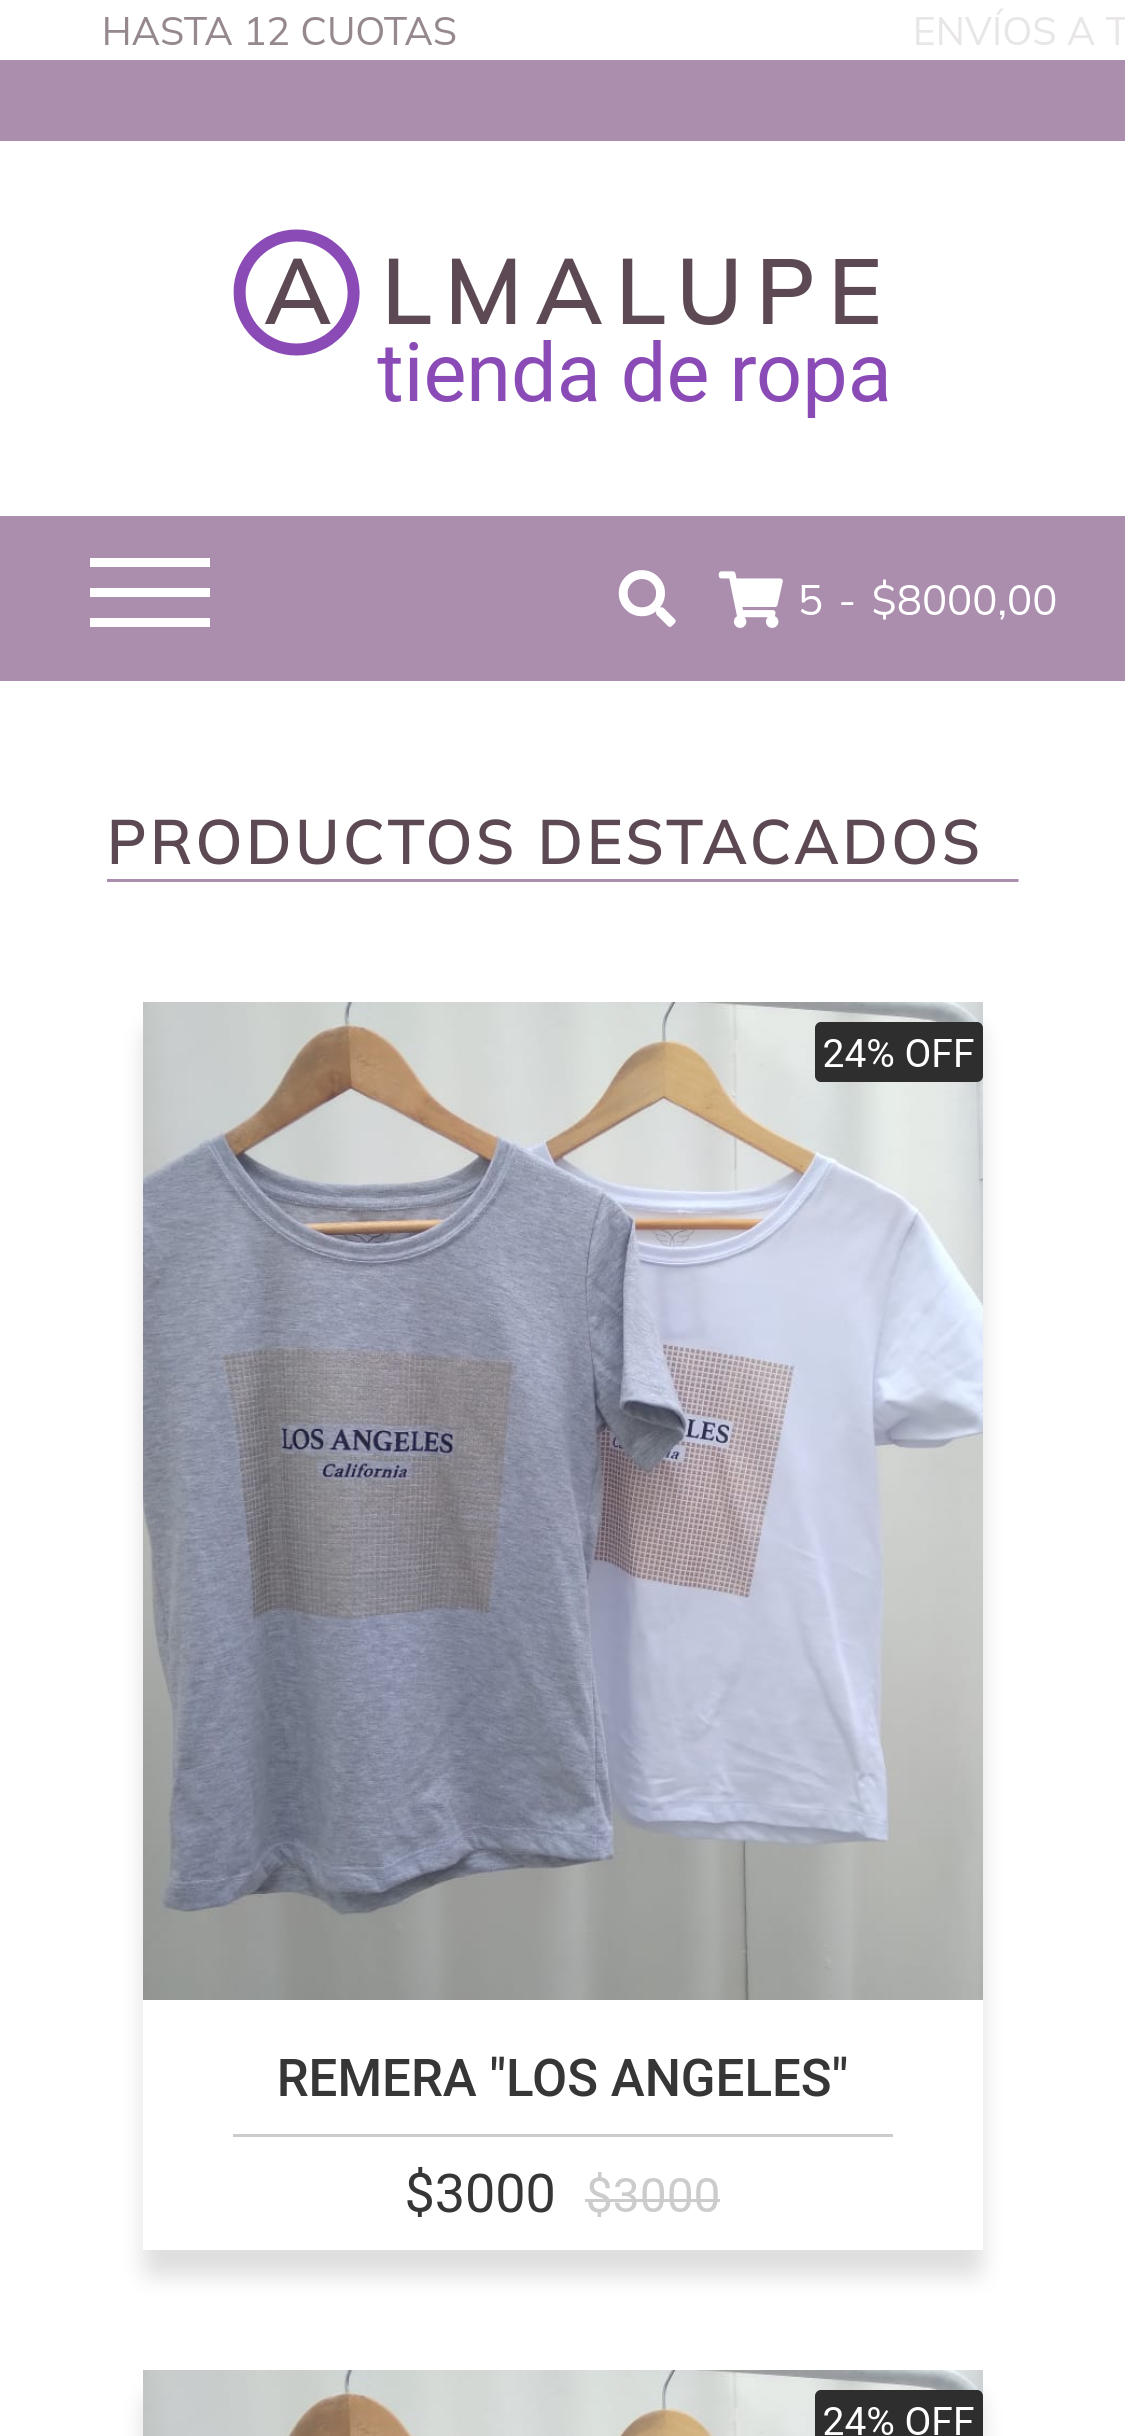 HASTA 12 CUOTAS
ENVÍOS A T
ALMALUPE
tienda de ropa
5 - $8000,00
PRODUCTOS DESTACADOS
24% OFF
LOS ANGELES
California
LES
ia
REMERA "LOS ANGELES"
$3000 $3000
24% OFF